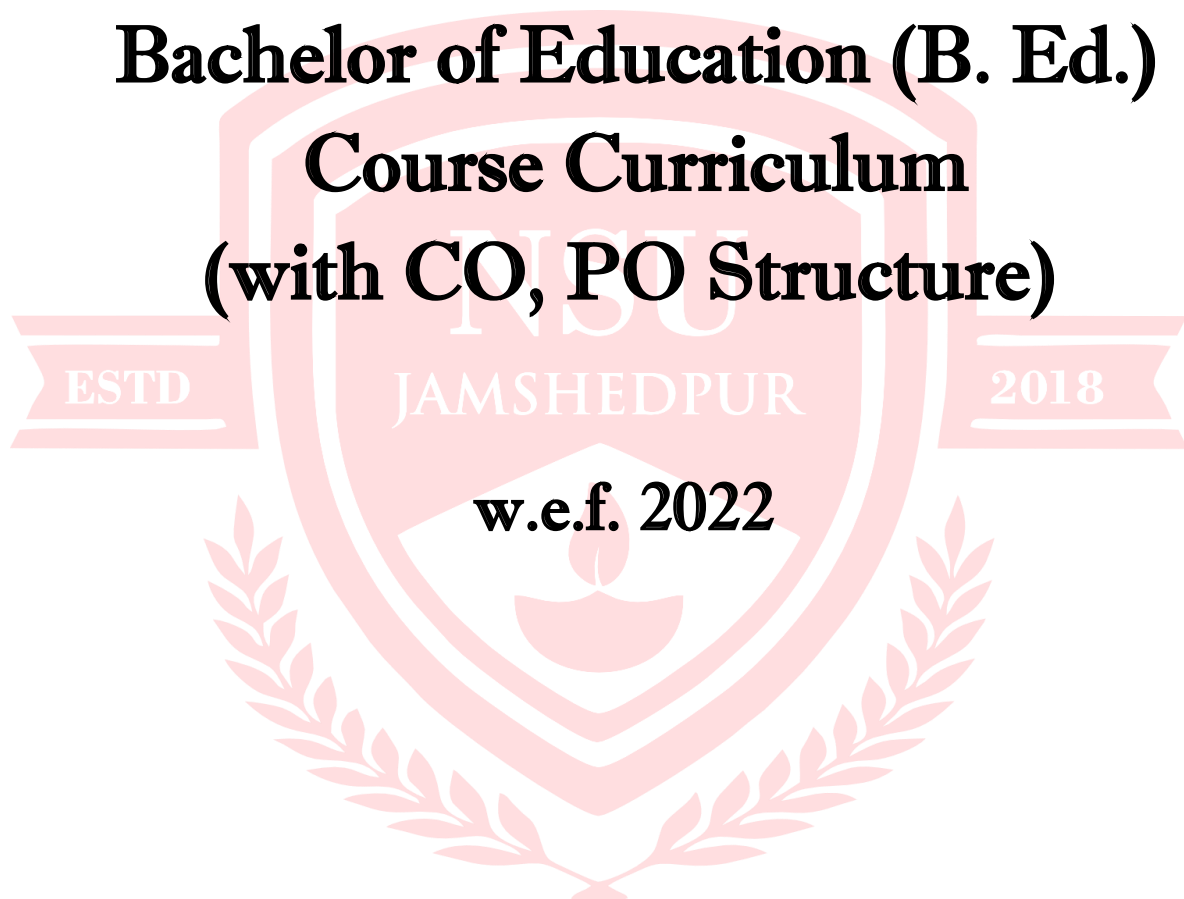 Bachelor of Education (B. Ed.)
Course Curriculum
(with CO, PO Structure)
NSU
JAMSHEDPUR
ESTD
2018
w.e.f. 2022